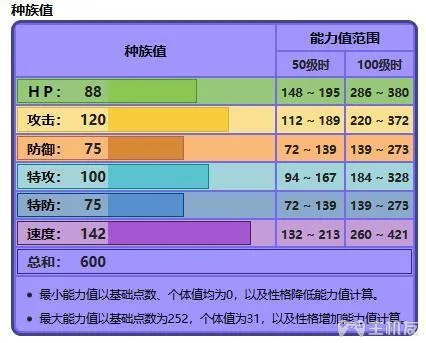 种族值
种族值 能力值范围
50级时 100级时
HP: 88 148 ~ 195 286 ~ 380
攻击: 120 112 ~ 189 220 ~ 372
防御: 75 72 ~ 139 139 ~ 273
特攻: 100 94 ~ 167 184 ~ 328
特防: 75 72 ~ 139 139 ~ 273
速度: 142 132 ~ 213 260 ~ 421
总和: 600
• 最小能力值以基础点数、个体值均为0，以及性格降低能力值计算。
• 最大能力值以基础点数为252，个体值为31，以及性格增加能力值计算。
主机友